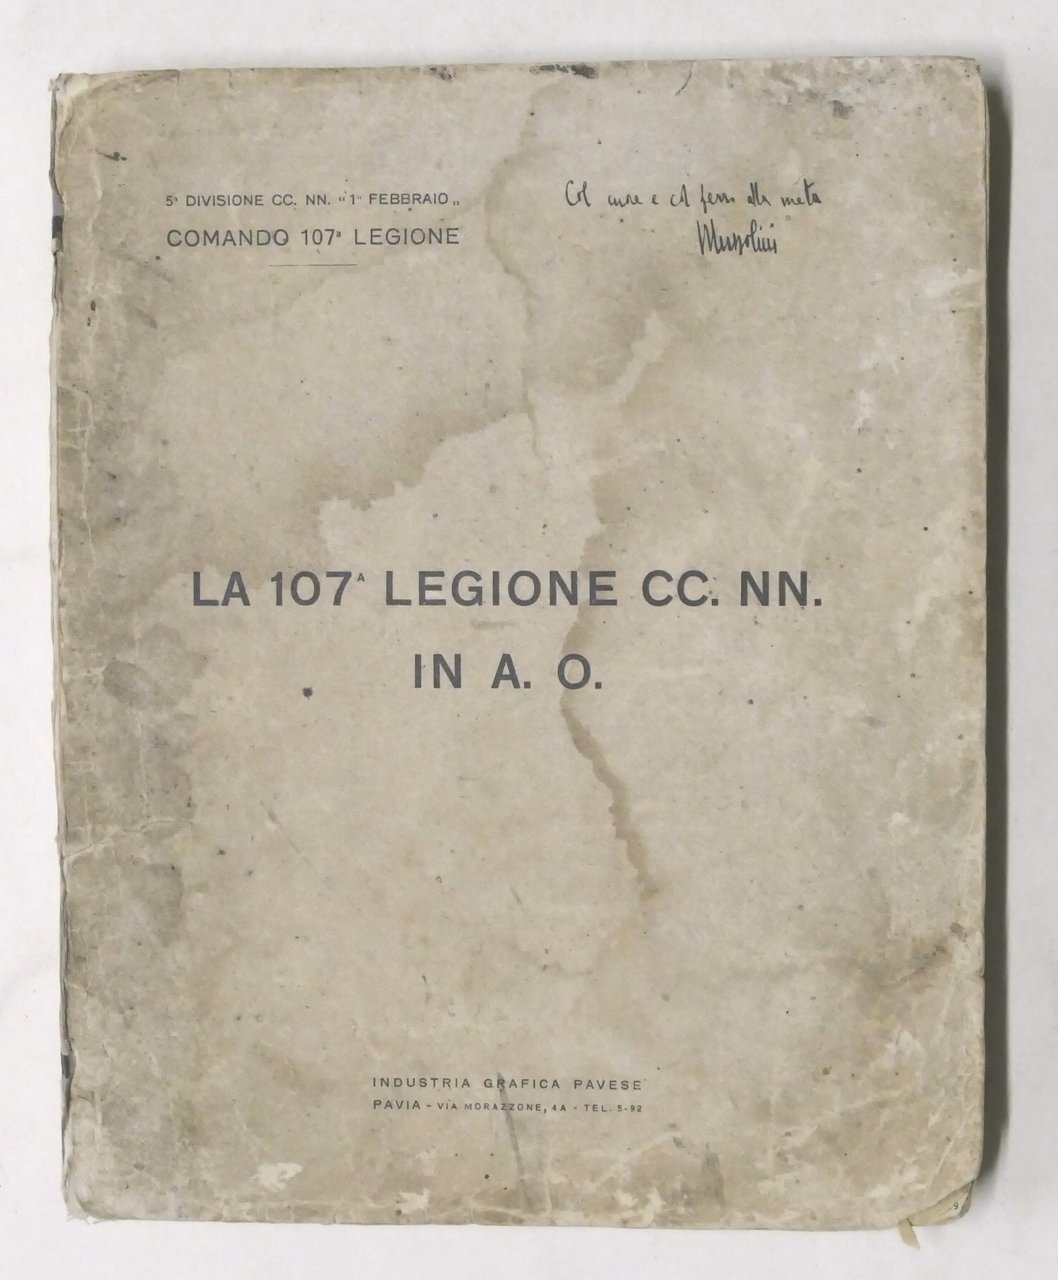 5ª DIVISIONE CC. NN. "1° FEBBRAIO„
COMANDO 107ª LEGIONE
Col cuore e col ferro alla meta
Mussolini
LA 107ᴬ LEGIONE CC. NN.
IN A. O.
INDUSTRIA GRAFICA PAVESE
PAVIA - VIA MORAZZONE, 4A - TEL. 5-92